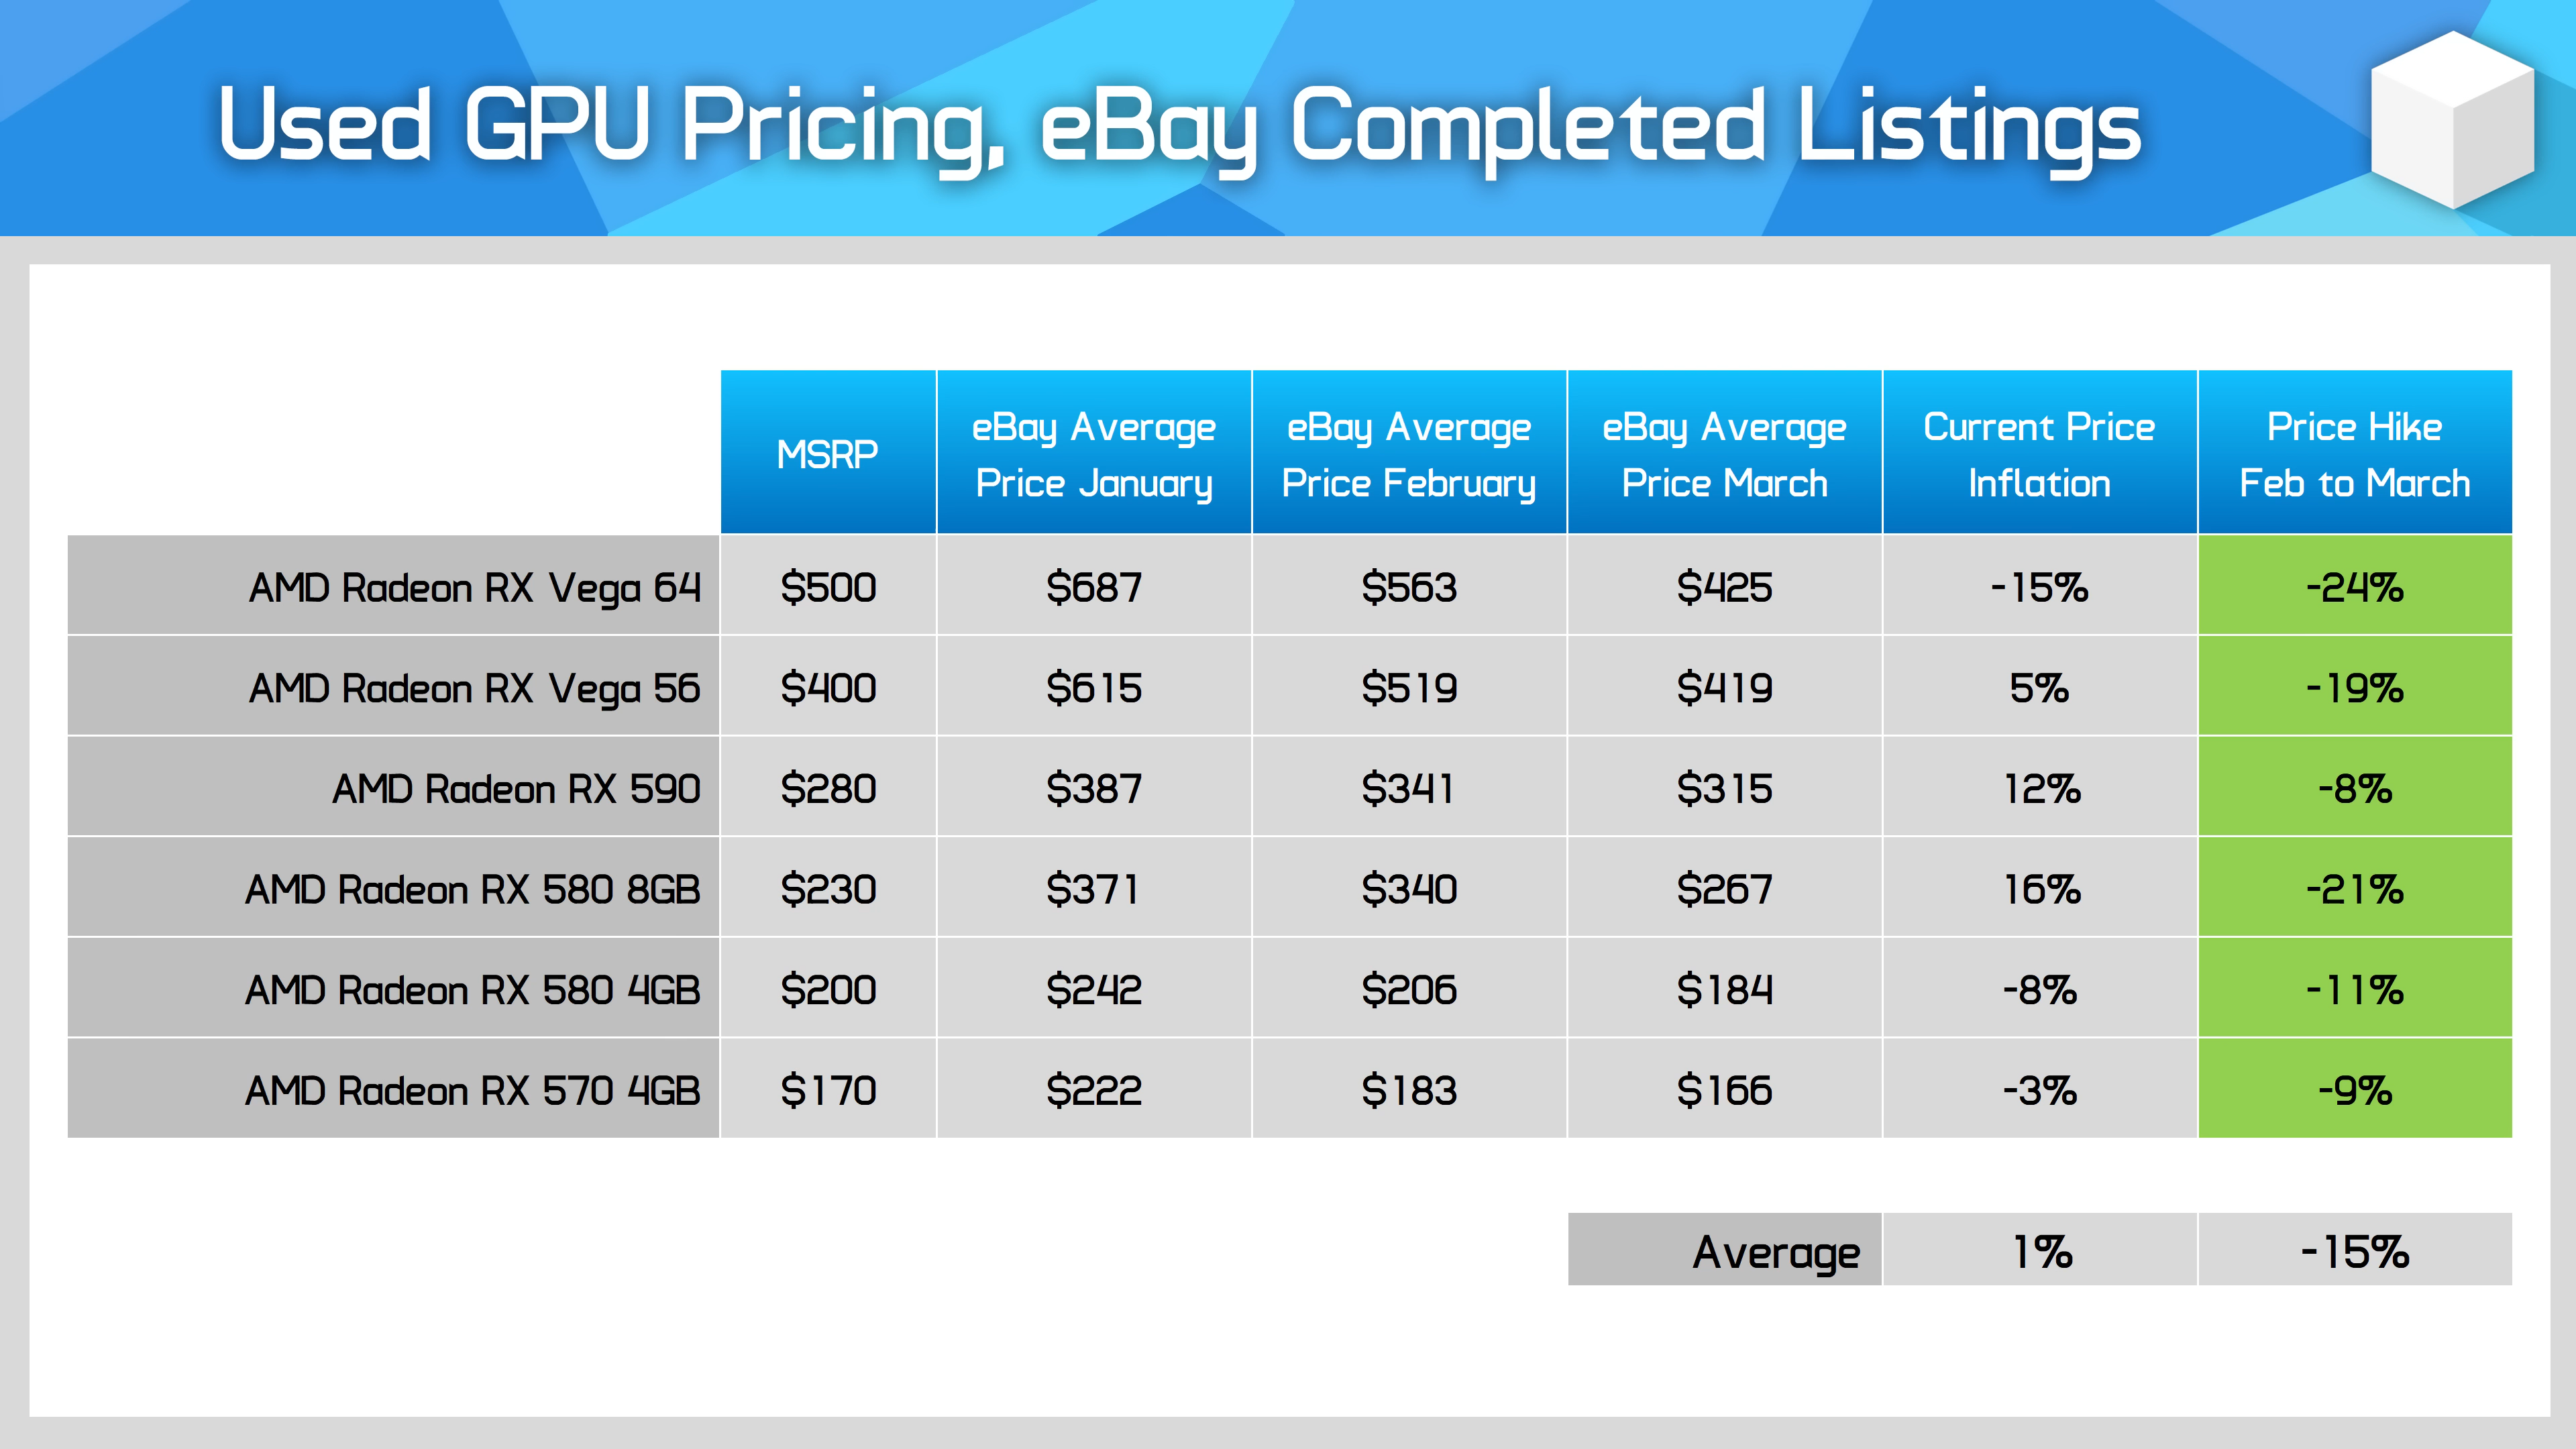 Used GPU Pricing, eBay Completed Listings
MSRP
eBay Average
Price January
eBay Average
Price February
eBay Average
Price March
Current Price
Inflation
Price Hike
Feb to March
AMD Radeon RX Vega 64 $500 $687 $563 $425 -15% -24%
AMD Radeon RX Vega 56 $400 $615 $519 $419 5% -19%
AMD Radeon RX 590 $280 $387 $341 $315 12% -8%
AMD Radeon RX 580 8GB $230 $371 $340 $267 16% -21%
AMD Radeon RX 580 4GB $200 $242 $206 $184 -8% -11%
AMD Radeon RX 570 4GB $170 $222 $183 $166 -3% -9%
Average 1% -15%